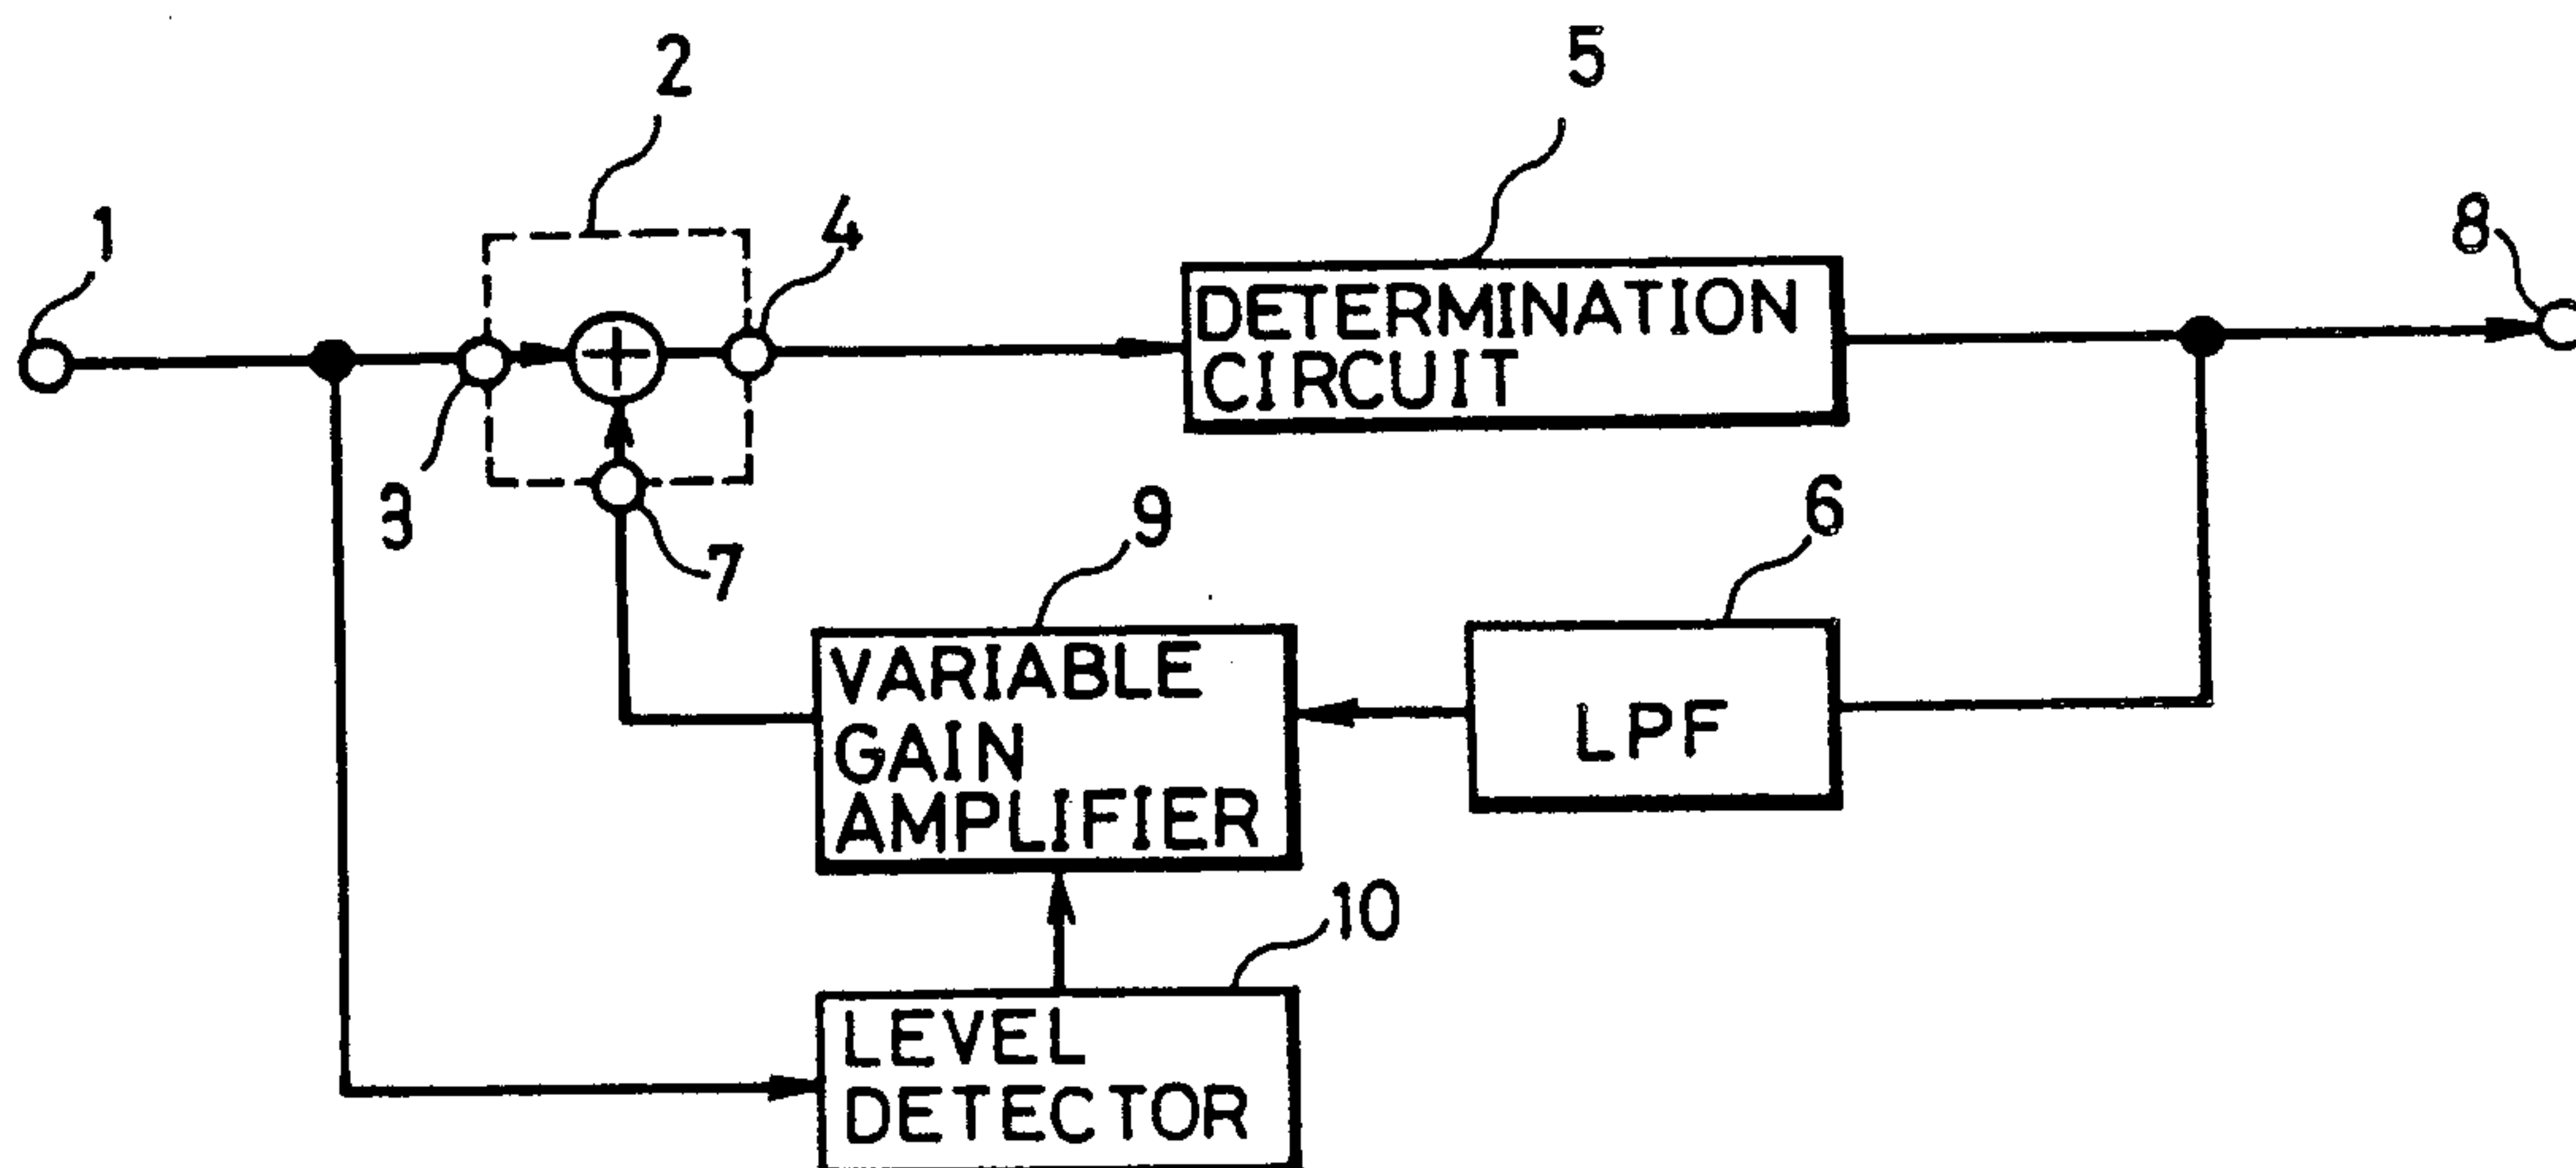 2
5
1
4
8
DETERMINATION
CIRCUIT
3
7
9
6
VARIABLE
GAIN
AMPLIFIER
LPF
10
LEVEL
DETECTOR